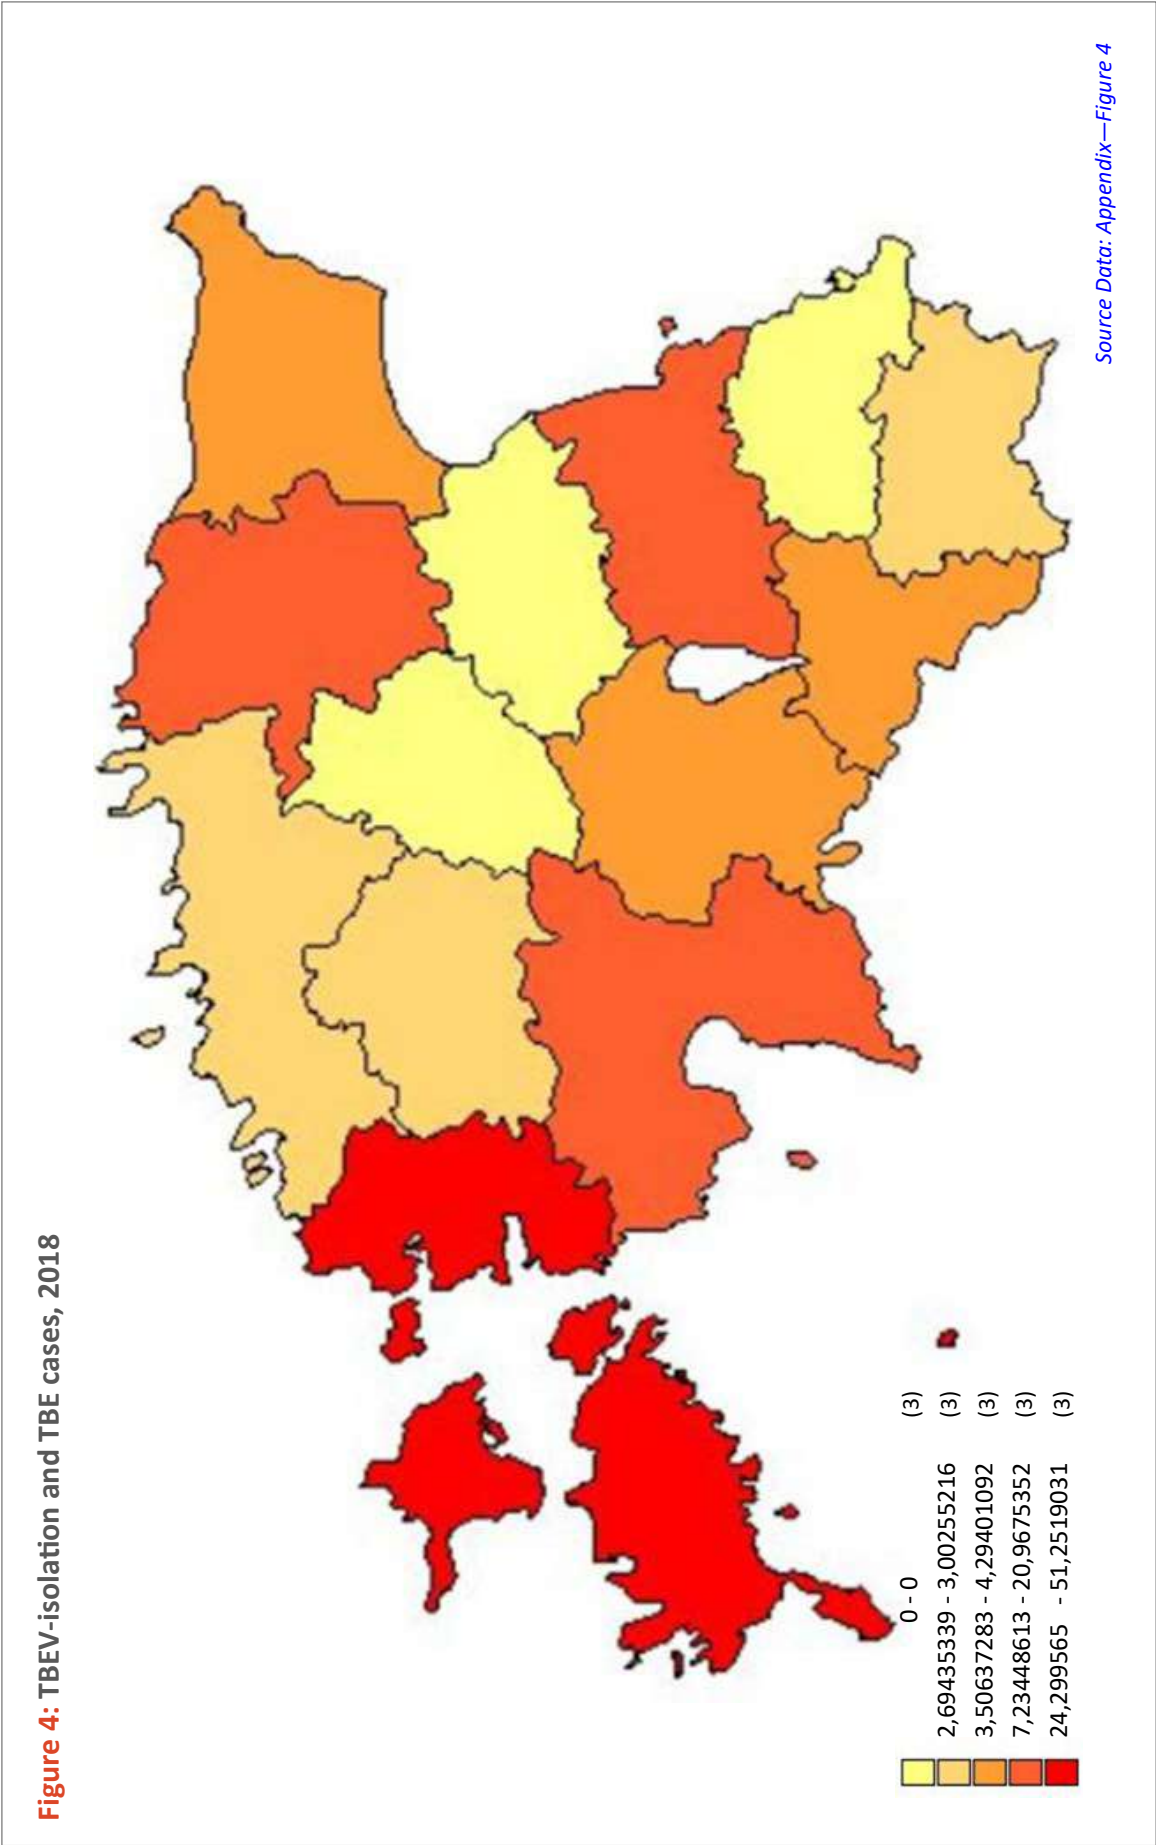 Figure 4: TBEV-isolation and TBE cases, 2018
0 - 0 (3)
2,69435339 - 3,00255216 (3)
3,50637283 - 4,29401092 (3)
7,23448613 - 20,9675352 (3)
24,299565 - 51,2519031 (3)
Source Data: Appendix—Figure 4